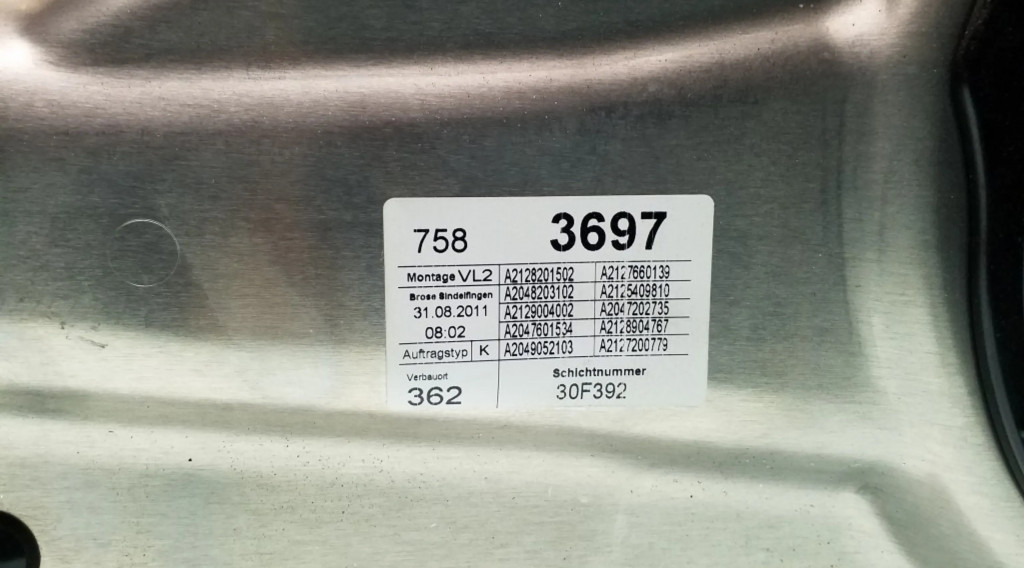 758 3697
Montage VL2 A2128201502 A2127660139
Brose Sindelfingen A2048203102 A2125409810
31.08.2011 A2129004002 A2047202735
08:02 A2047601534 A2128904767
Auftragstyp K A2049052103 A2127200779
Verbauort Schichtnummer
362 30F392